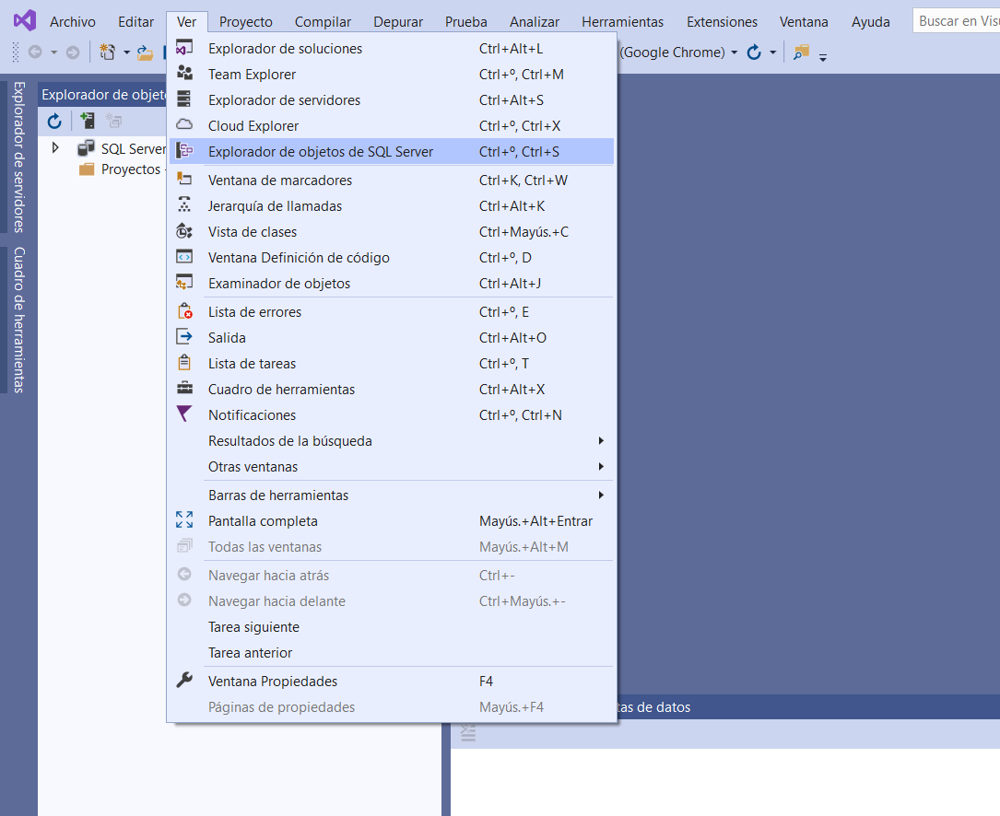 Archivo Editar Ver Proyecto Compilar Depurar Prueba Analizar Herramientas Extensiones Ventana Ayuda Buscar en Visu
(Google Chrome)
Explorador de servidores
Cuadro de herramientas
Explorador de objeto
SQL Server
Proyectos -
Explorador de soluciones Ctrl+Alt+L
Team Explorer Ctrl+º, Ctrl+M
Explorador de servidores Ctrl+Alt+S
Cloud Explorer Ctrl+º, Ctrl+X
Explorador de objetos de SQL Server Ctrl+º, Ctrl+S
Ventana de marcadores Ctrl+K, Ctrl+W
Jerarquía de llamadas Ctrl+Alt+K
Vista de clases Ctrl+Mayús.+C
Ventana Definición de código Ctrl+º, D
Examinador de objetos Ctrl+Alt+J
Lista de errores Ctrl+º, E
Salida Ctrl+Alt+O
Lista de tareas Ctrl+º, T
Cuadro de herramientas Ctrl+Alt+X
Notificaciones Ctrl+º, Ctrl+N
Resultados de la búsqueda
Otras ventanas
Barras de herramientas
Pantalla completa Mayús.+Alt+Entrar
Todas las ventanas Mayús.+Alt+M
Navegar hacia atrás Ctrl+-
Navegar hacia delante Ctrl+Mayús.+-
Tarea siguiente
Tarea anterior
Ventana Propiedades F4
Páginas de propiedades Mayús.+F4
tas de datos